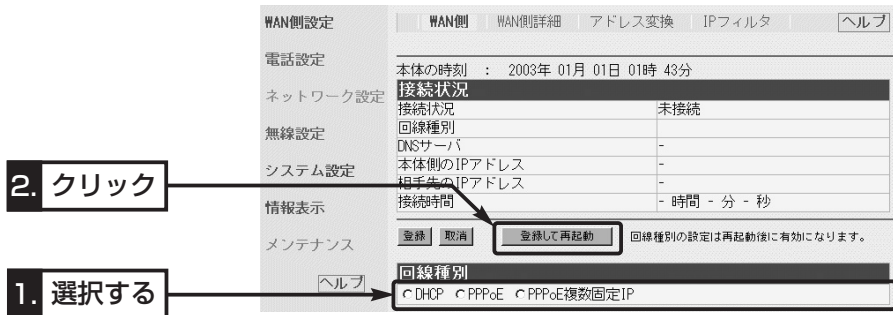 WAN側設定
電話設定
ネットワーク設定
無線設定
システム設定
情報表示
メンテナンス
ヘルプ
WAN側 WAN側詳細 アドレス変換 IPフィルタ ヘルプ
本体の時刻 : 2003年 01月 01日 01時 43分
接続状況
接続状況 未接続
回線種別
DNSサーバ -
本体側のIPアドレス -
相手先のIPアドレス -
接続時間 - 時間 - 分 - 秒
登録 取消 登録して再起動 回線種別の設定は再起動後に有効になります。
回線種別
DHCP PPPoE PPPoE複数固定IP
2. クリック
1. 選択する